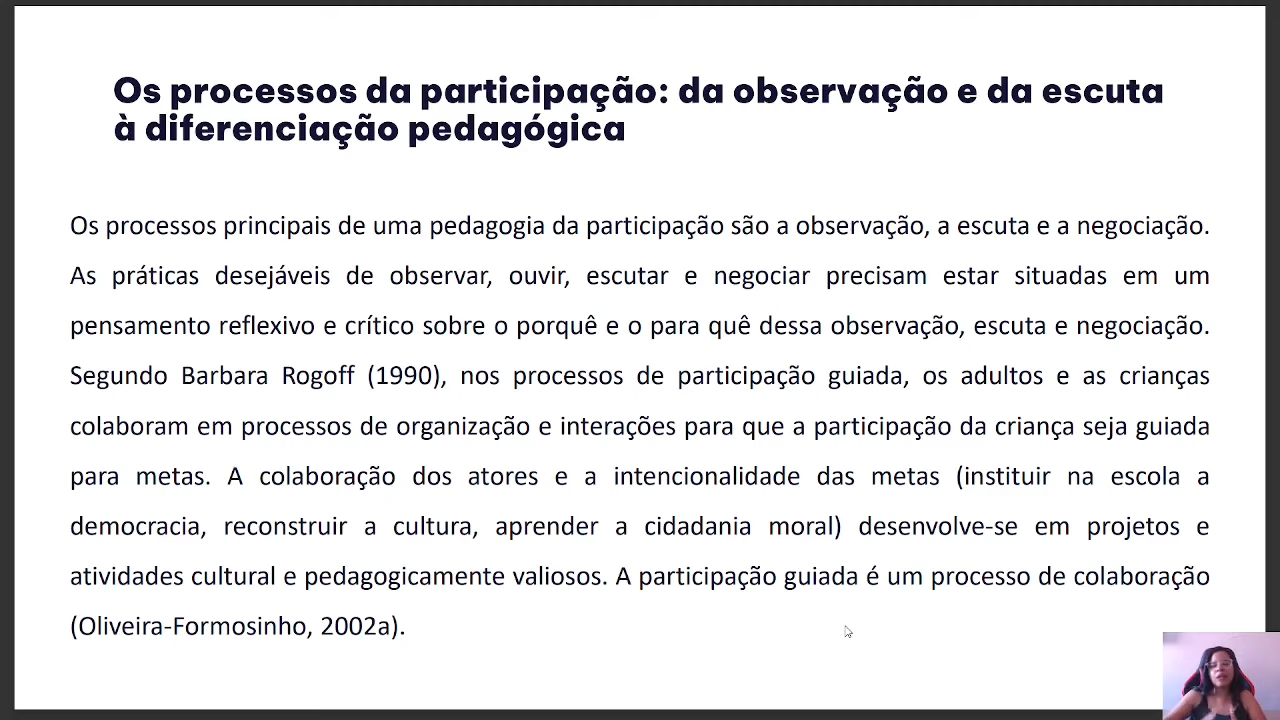 Os processos da participação: da observação e da escuta
à diferenciação pedagógica
Os processos principais de uma pedagogia da participação são a observação, a escuta e a negociação.
As práticas desejáveis de observar, ouvir, escutar e negociar precisam estar situadas em um
pensamento reflexivo e crítico sobre o porquê e o para quê dessa observação, escuta e negociação.
Segundo Barbara Rogoff (1990), nos processos de participação guiada, os adultos e as crianças
colaboram em processos de organização e interações para que a participação da criança seja guiada
para metas. A colaboração dos atores e a intencionalidade das metas (instituir na escola a
democracia, reconstruir a cultura, aprender a cidadania moral) desenvolve-se em projetos e
atividades cultural e pedagogicamente valiosos. A participação guiada é um processo de colaboração
(Oliveira-Formosinho, 2002a).